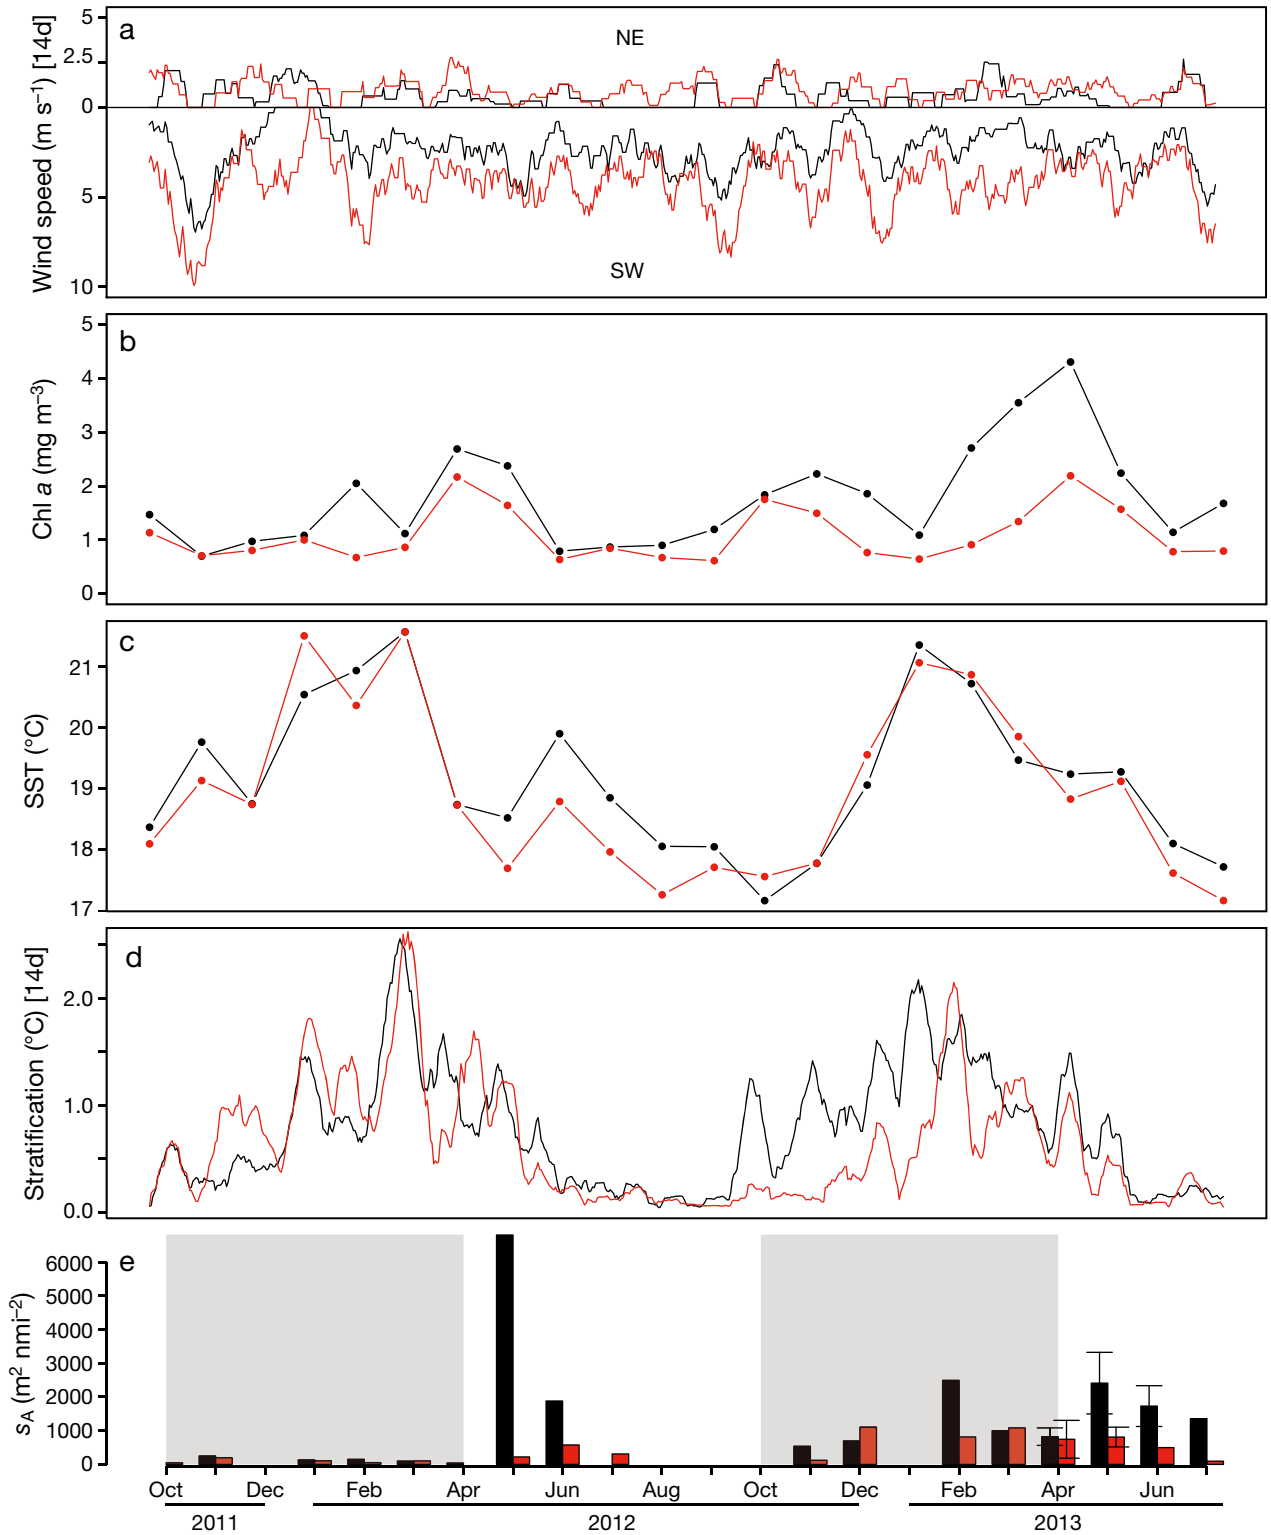 a
NE
SW
5
2.5
0
5
10
Wind speed (m s⁻¹) [14d]
b
5
4
3
2
1
0
Chl a (mg m⁻³)
c
21
20
19
18
17
SST (°C)
d
2.0
1.0
0.0
Stratification (°C) [14d]
e
6000
5000
4000
3000
2000
1000
0
sA (m² nmi⁻²)
Oct Dec Feb Apr Jun Aug Oct Dec Feb Apr Jun
2011 2012 2013